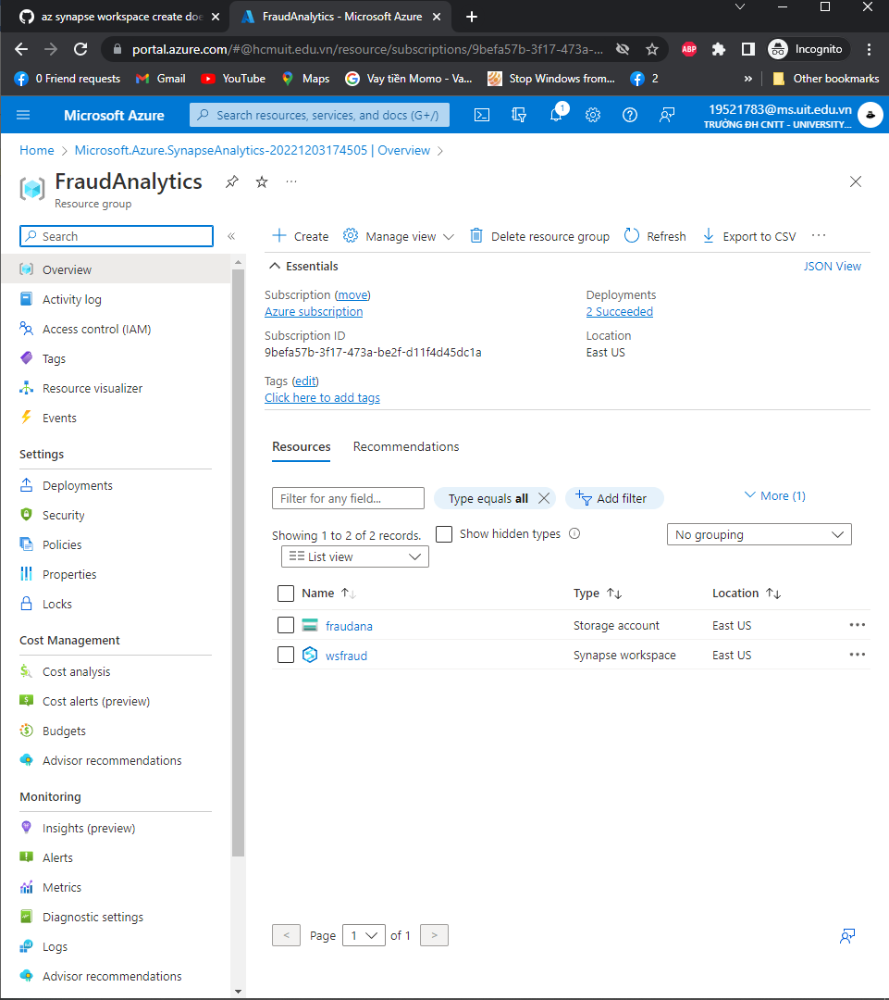 az synapse workspace create doe
FraudAnalytics - Microsoft Azure
portal.azure.com/#@hcmuit.edu.vn/resource/subscriptions/9befa57b-3f17-473a-...
ABP
Incognito
0 Friend requests
Gmail
YouTube
Maps
Vay tiền Momo - Va...
Stop Windows from...
2
»
Other bookmarks
Microsoft Azure
Search resources, services, and docs (G+/)
1
19521783@ms.uit.edu.vn
TRƯỜNG ĐH CNTT - UNIVERSITY...
Home > Microsoft.Azure.SynapseAnalytics-20221203174505 | Overview >
FraudAnalytics
...
Resource group
Search
«
Create
Manage view
Delete resource group
Refresh
Export to CSV
...
Overview
Activity log
Access control (IAM)
Tags
Resource visualizer
Events
Settings
Deployments
Security
Policies
Properties
Locks
Cost Management
Cost analysis
Cost alerts (preview)
Budgets
Advisor recommendations
Monitoring
Insights (preview)
Alerts
Metrics
Diagnostic settings
Logs
Advisor recommendations
Essentials
JSON View
Subscription (move)
Azure subscription
Subscription ID
9befa57b-3f17-473a-be2f-d11f4d45dc1a
Tags (edit)
Click here to add tags
Deployments
2 Succeeded
Location
East US
Resources
Recommendations
Filter for any field...
Type equals all
Add filter
More (1)
Showing 1 to 2 of 2 records.
Show hidden types
No grouping
List view
Name ↑↓
Type ↑↓
Location ↑↓
fraudana
Storage account
East US
...
wsfraud
Synapse workspace
East US
...
<
Page
1
of 1
>